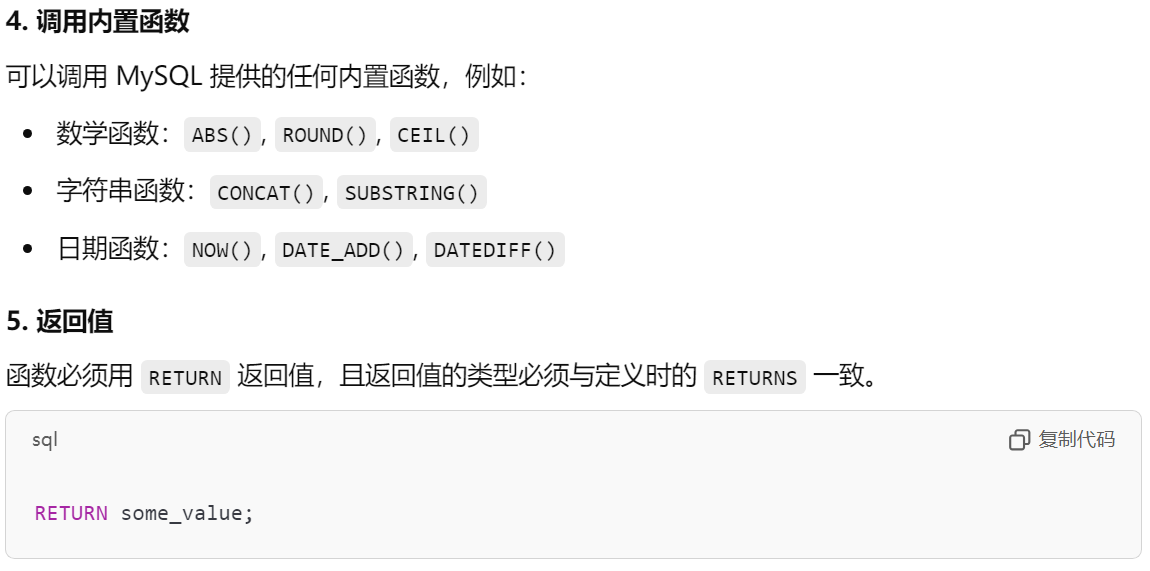 4. 调用内置函数
可以调用 MySQL 提供的任何内置函数，例如：
• 数学函数：ABS(), ROUND(), CEIL()
• 字符串函数：CONCAT(), SUBSTRING()
• 日期函数：NOW(), DATE_ADD(), DATEDIFF()
5. 返回值
函数必须用 RETURN 返回值，且返回值的类型必须与定义时的 RETURNS 一致。
sql
复制代码
RETURN some_value;